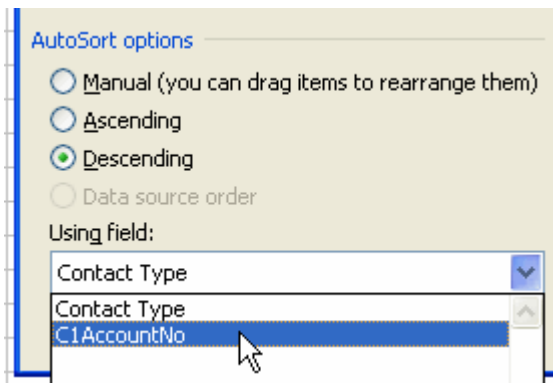 AutoSort options
Manual (you can drag items to rearrange them)
Ascending
Descending
Data source order
Using field:
Contact Type
Contact Type
C1AccountNo